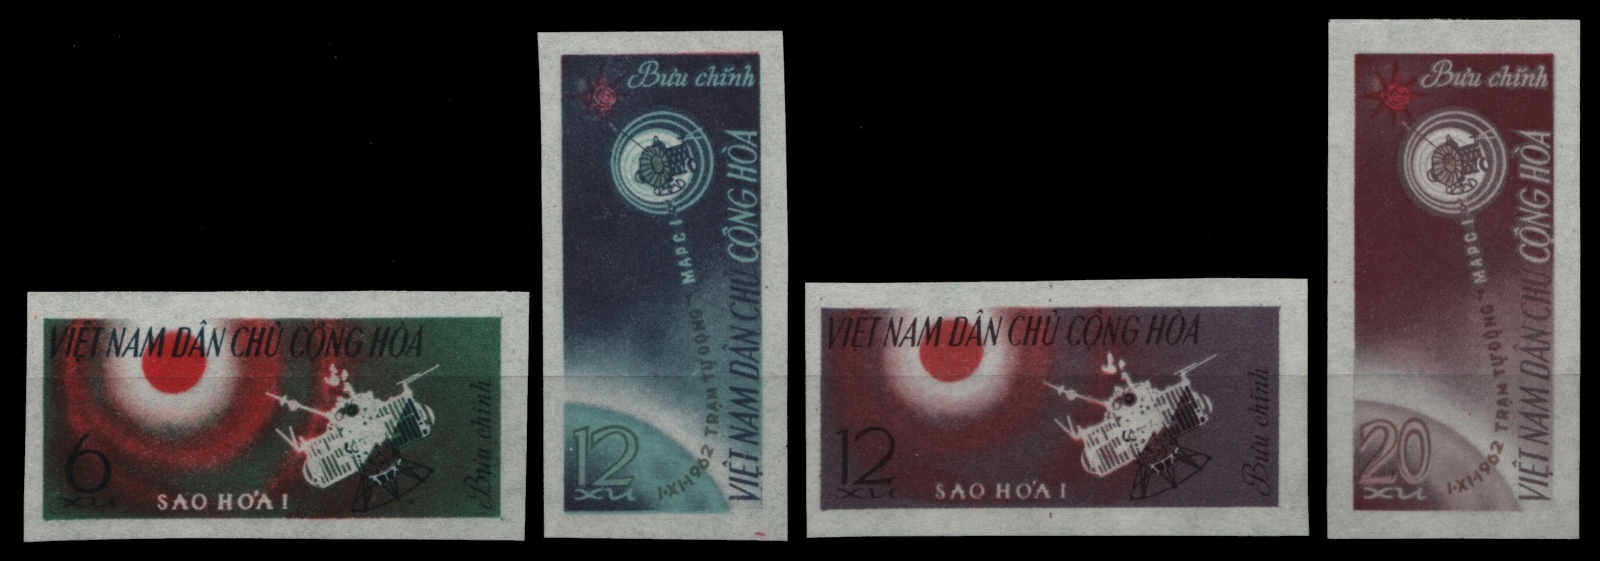 VIỆT NAM DÂN CHỦ CỘNG HÒA
6
xu
SAO HỎA I
Bưu chính
Bưu chính
VIỆT NAM DÂN CHỦ CỘNG HÒA
1-XI-1962 TRẠM TỰ ĐỘNG "МАРС I"
12
xu
VIỆT NAM DÂN CHỦ CỘNG HÒA
12
xu
SAO HỎA I
Bưu chính
Bưu chính
VIỆT NAM DÂN CHỦ CỘNG HÒA
1-XI-1962 TRẠM TỰ ĐỘNG "МАРС I"
20
xu